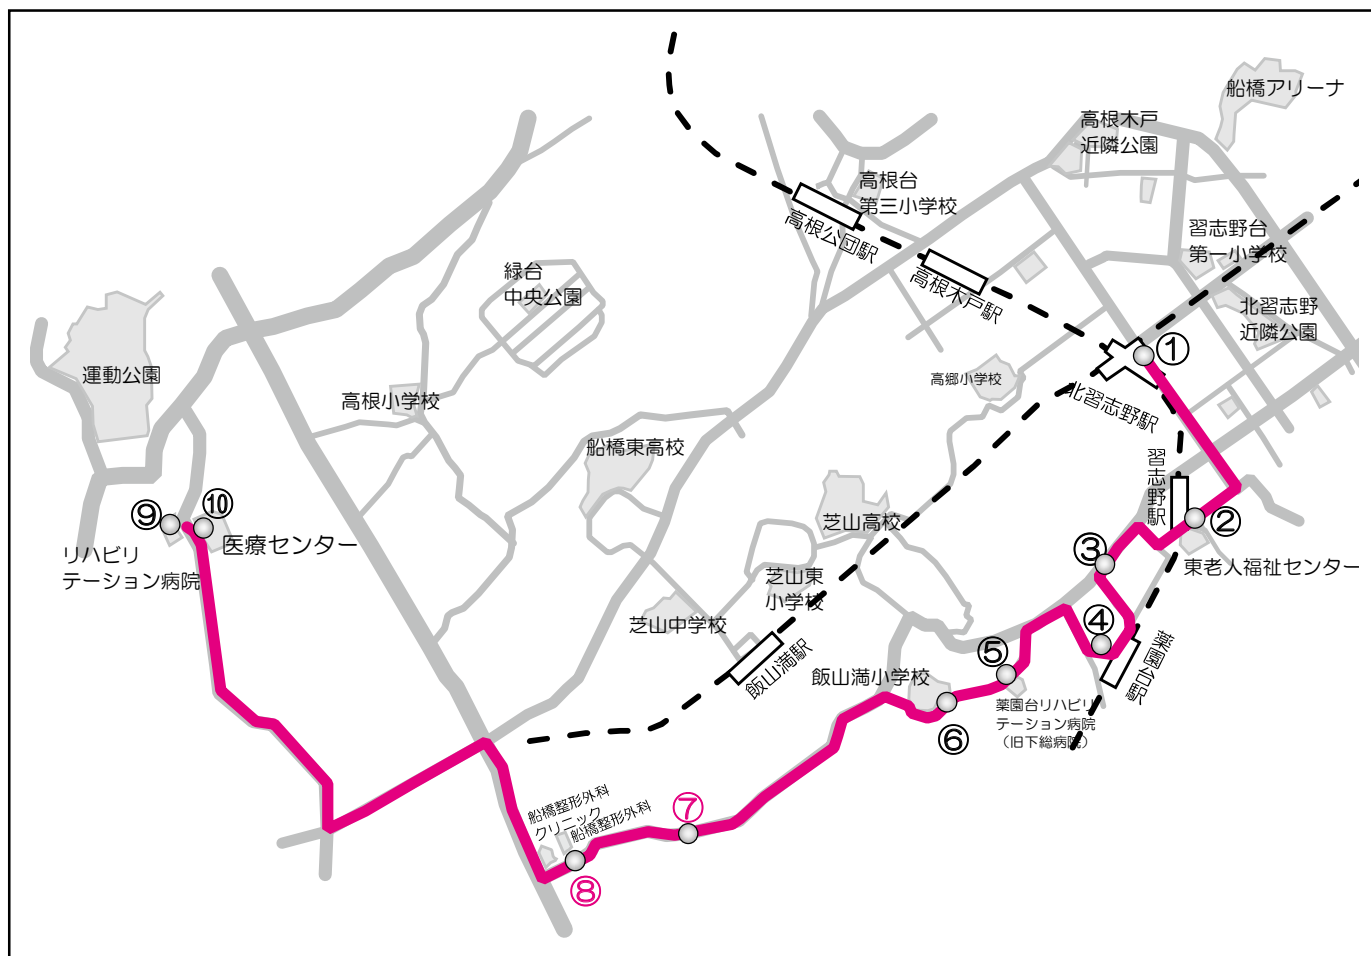 船橋アリーナ
高根木戸
近隣公園
高根台
第三小学校
高根公団駅
習志野台
第一小学校
緑台
中央公園
高根木戸駅
北習志野
近隣公園
①
運動公園
高根小学校
高郷小学校
北習志野駅
船橋東高校
習志野駅
⑨
⑩
医療センター
リハビリ
テーション病院
芝山高校
②
③
東老人福祉センター
芝山東
小学校
芝山中学校
④
薬園台駅
飯山満駅
飯山満小学校
⑤
薬園台リハビリ
テーション病院
（旧下総病院）
⑥
船橋整形外科
クリニック
船橋整形外科
⑦
⑧